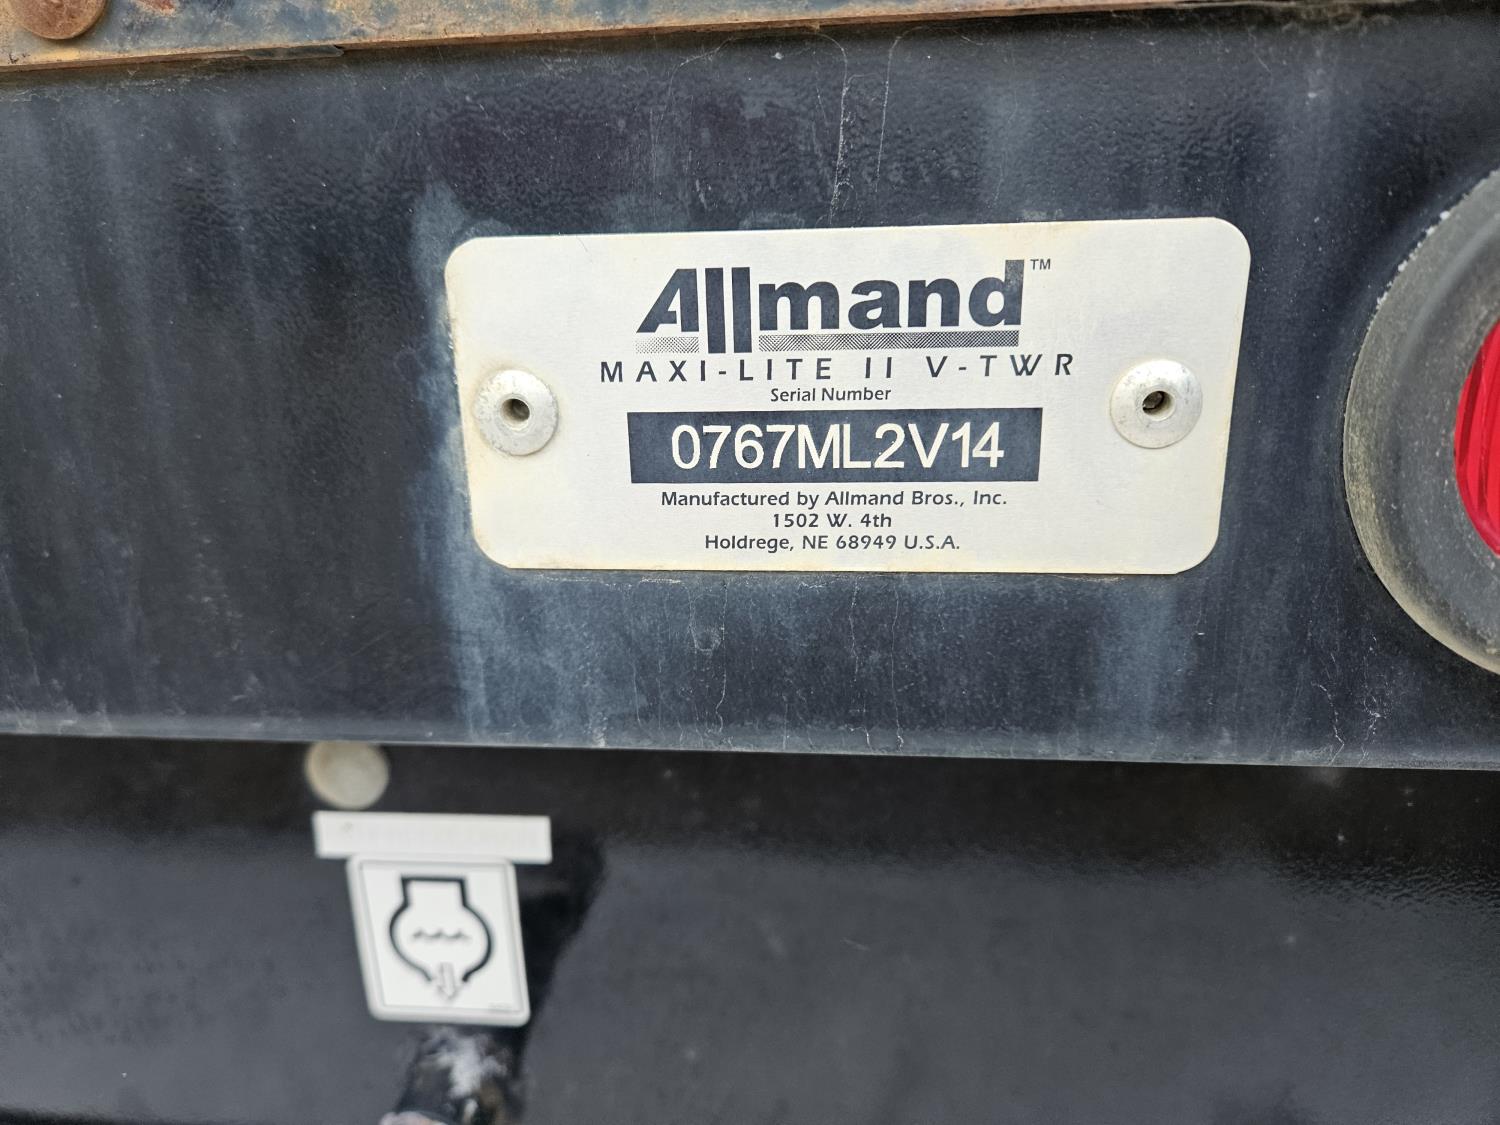 Allmand™
MAXI-LITE II V-TWR
Serial Number
0767ML2V14
Manufactured by Allmand Bros., Inc.
1502 W. 4th
Holdrege, NE 68949 U.S.A.